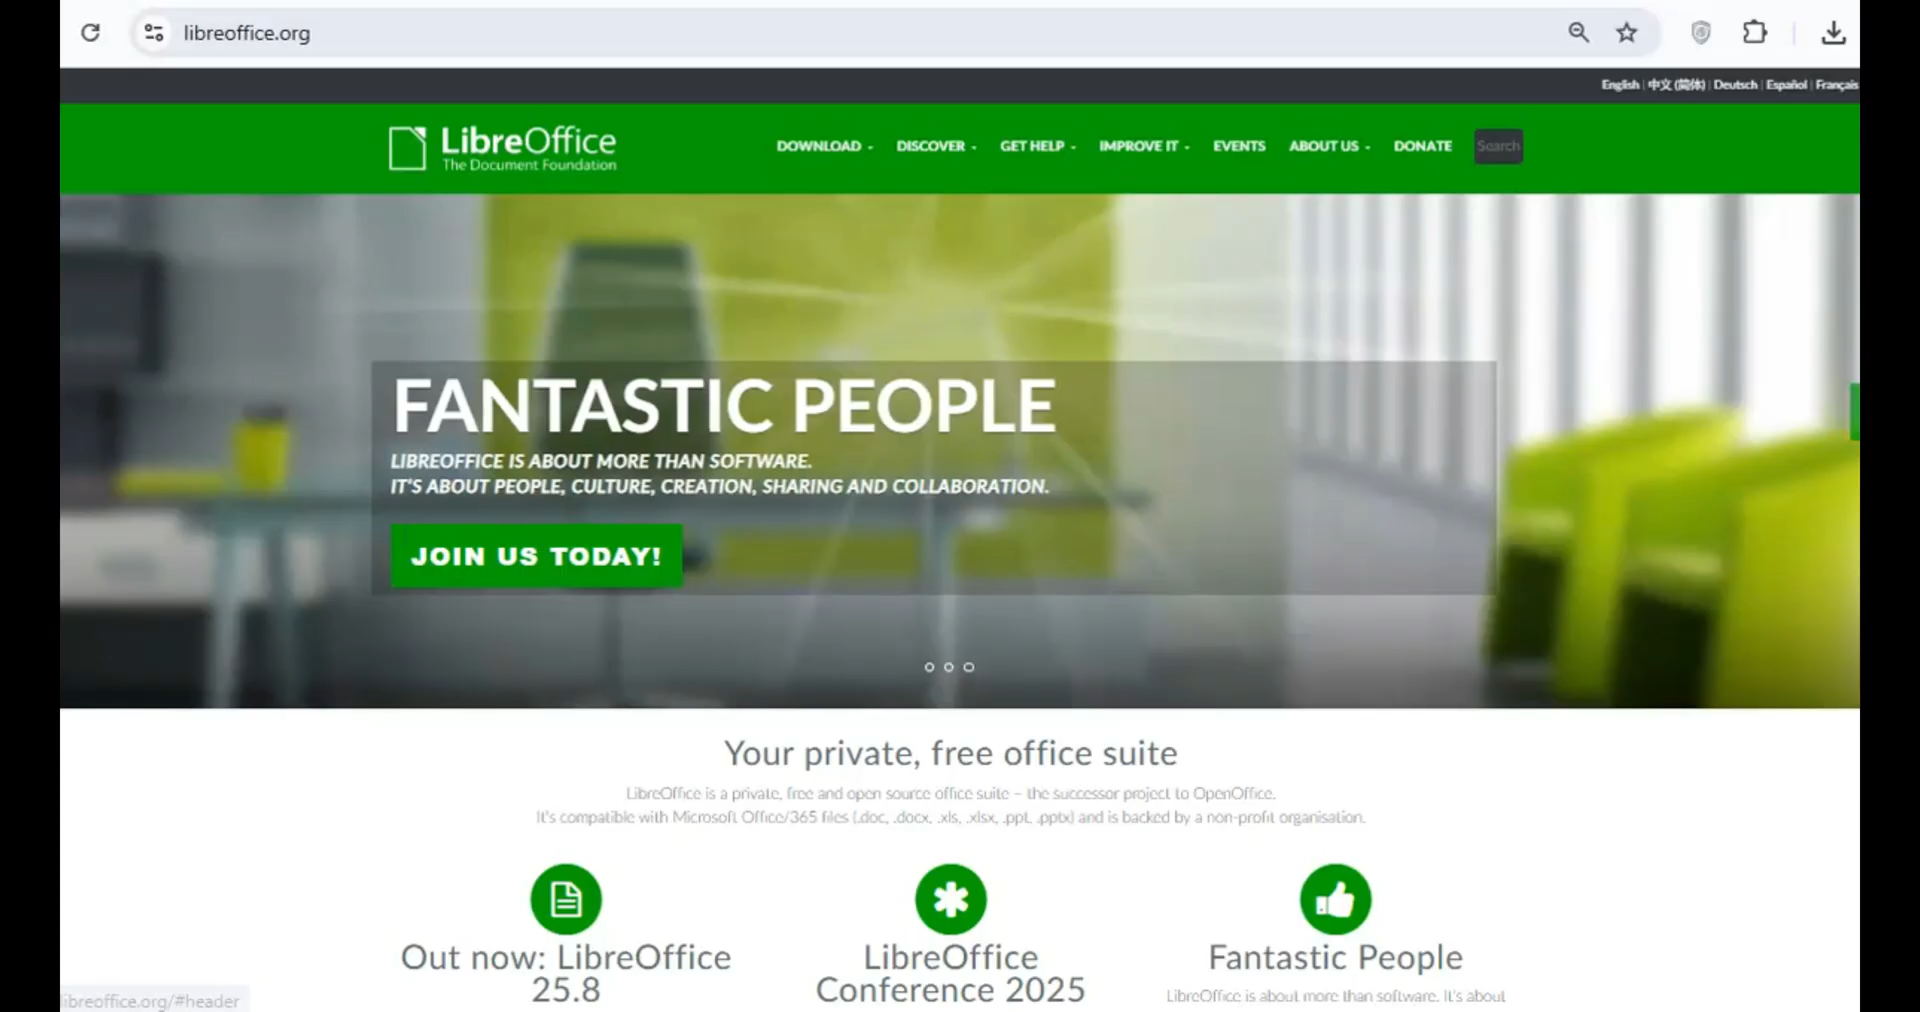 libreoffice.org
English | 中文 (简体) | Deutsch | Español | Français
LibreOffice
The Document Foundation
DOWNLOAD
DISCOVER
GET HELP
IMPROVE IT
EVENTS
ABOUT US
DONATE
Search
FANTASTIC PEOPLE
LIBREOFFICE IS ABOUT MORE THAN SOFTWARE.
IT'S ABOUT PEOPLE, CULTURE, CREATION, SHARING AND COLLABORATION.
JOIN US TODAY!
Your private, free office suite
LibreOffice is a private, free and open source office suite – the successor project to OpenOffice.
It's compatible with Microsoft Office/365 files (.doc, .docx, .xls, .xlsx, .ppt, .pptx) and is backed by a non-profit organisation.
Out now: LibreOffice
25.8
LibreOffice
Conference 2025
Fantastic People
LibreOffice is about more than software. It's about
libreoffice.org/#header